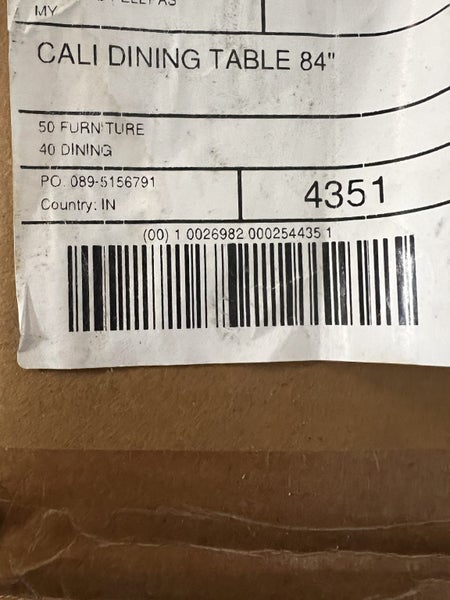 MY
CALI DINING TABLE 84"
50 FURNITURE
40 DINING
PO. 089-5156791
Country: IN
4351
(00) 1 0026982 000254435 1